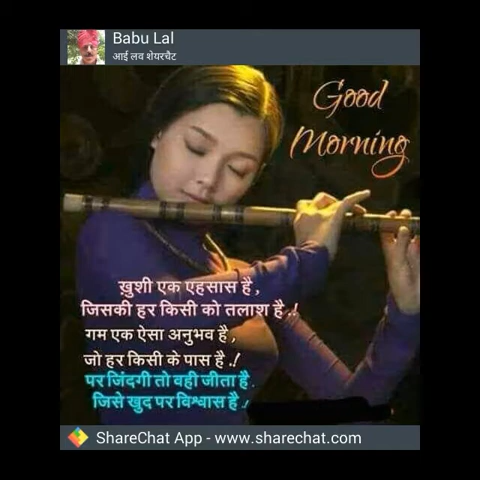 Babu Lal
आई लव शेयरचैट
Good
Morning
ख़ुशी एक एहसास है ,
जिसकी हर किसी को तलाश है .!
गम एक ऐसा अनुभव है ,
जो हर किसी के पास है .!
पर जिंदगी तो वही जीता है .
जिसे खुद पर विश्वास है .!
ShareChat App - www.sharechat.com